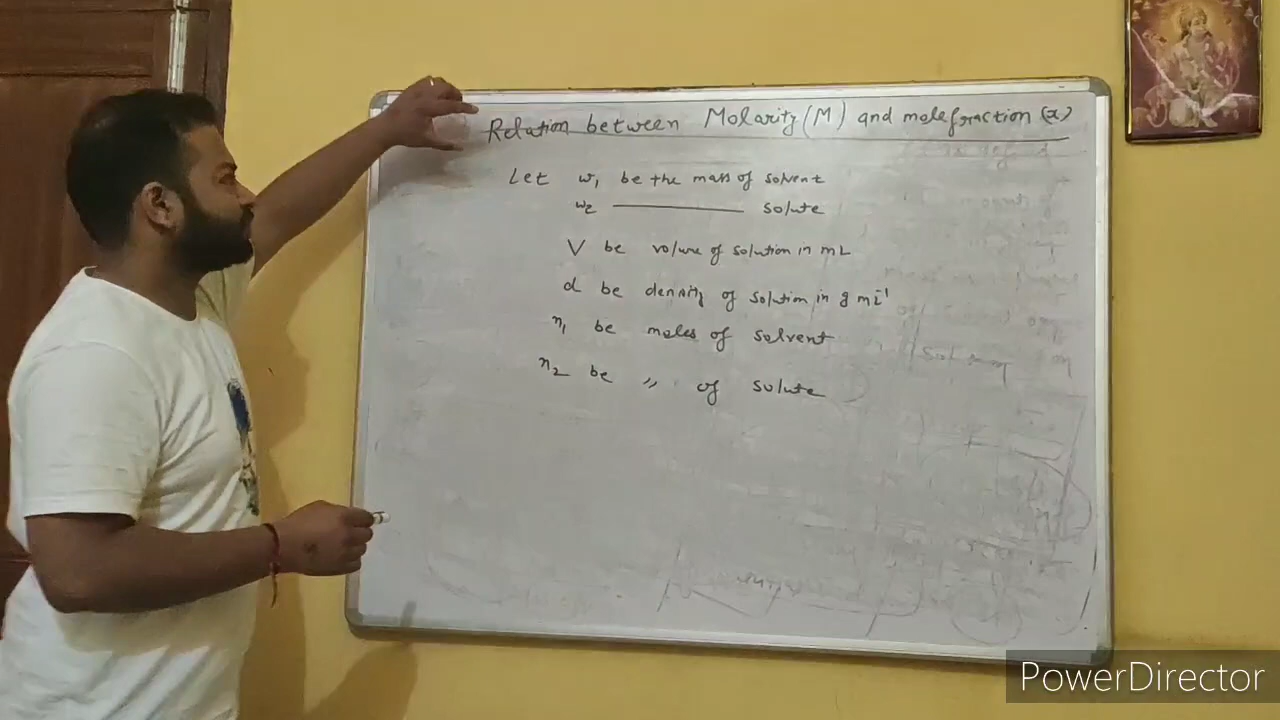 Relation between Molarity (M) and molefraction (x)
Let w₁ be the mass of solvent
w₂ ———— solute
V be volume of solution in mL
d be density of solution in g mL⁻¹
n₁ be moles of solvent
n₂ be 〃 of solute
PowerDirector